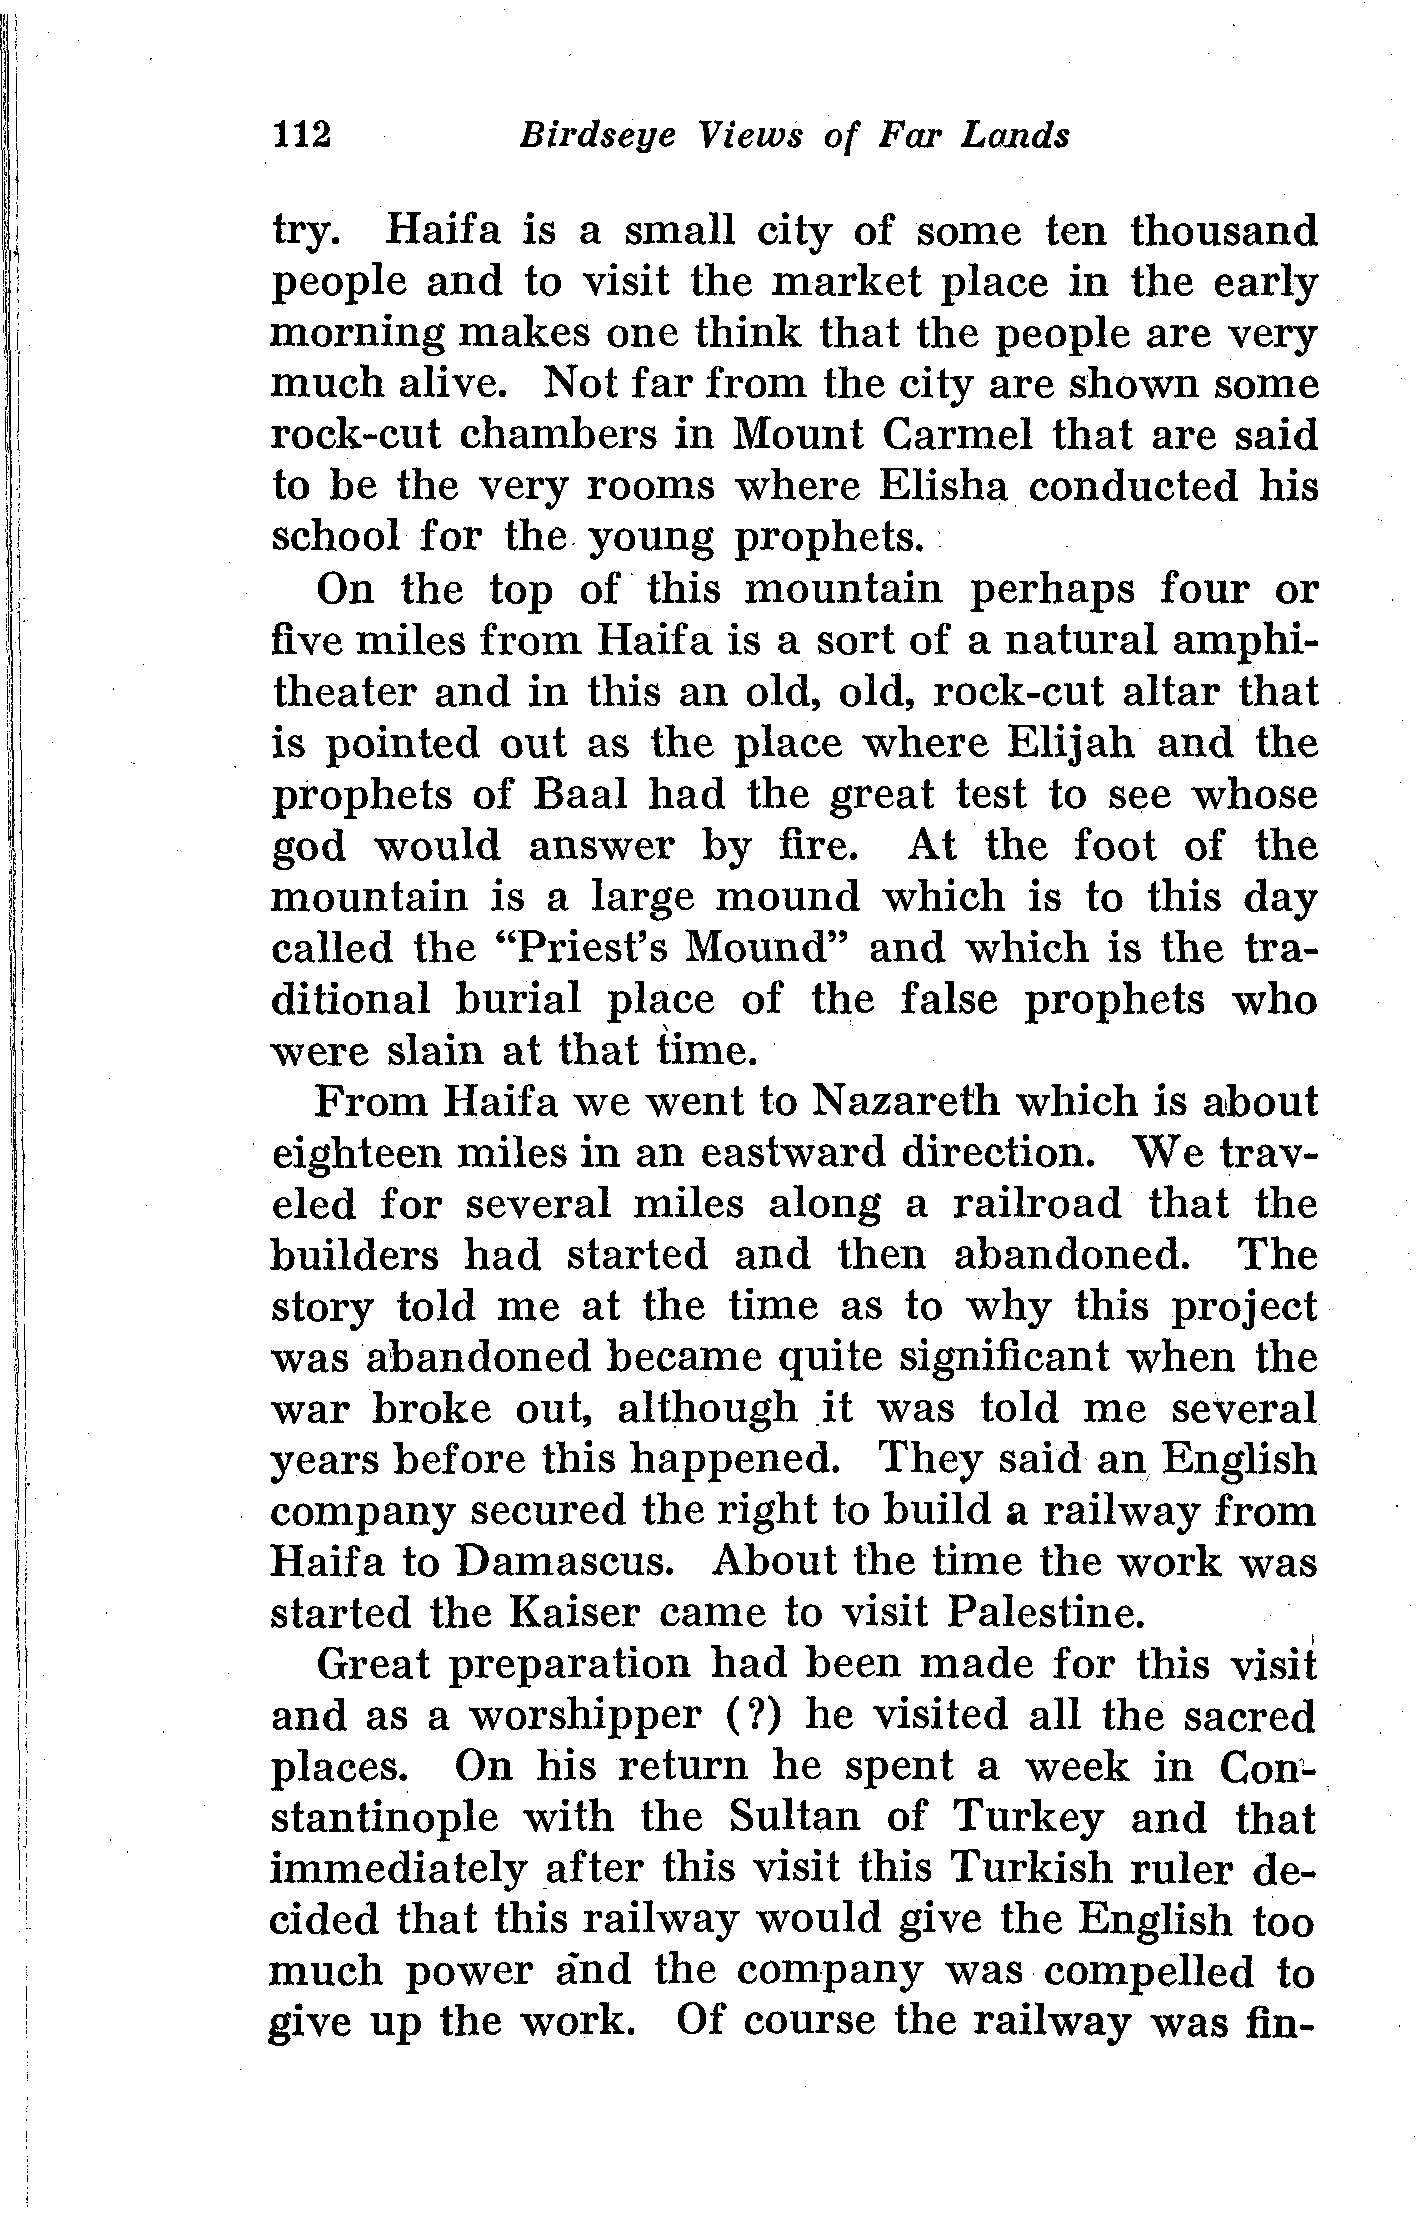 112 Birdseye Views of Far Lands
try. Haifa is a small city of some ten thousand
people and to visit the market place in the early
morning makes one think that the people are very
much alive. Not far from the city are shown some
rock-cut chambers in Mount Carmel that are said
to be the very rooms where Elisha conducted his
school for the young prophets.
On the top of this mountain perhaps four or
five miles from Haifa is a sort of a natural amphi-
theater and in this an old, old, rock-cut altar that
is pointed out as the place where Elijah and the
prophets of Baal had the great test to see whose
god would answer by fire. At the foot of the
mountain is a large mound which is to this day
called the “Priest’s Mound” and which is the tra-
ditional burial place of the false prophets who
were slain at that time.
From Haifa we went to Nazareth which is about
eighteen miles in an eastward direction. We trav-
eled for several miles along a railroad that the
builders had started and then abandoned. The
story told me at the time as to why this project
was abandoned became quite significant when the
war broke out, although it was told me several
years before this happened. They said an English
company secured the right to build a railway from
Haifa to Damascus. About the time the work was
started the Kaiser came to visit Palestine.
Great preparation had been made for this visit
and as a worshipper (?) he visited all the sacred
places. On his return he spent a week in Con-
stantinople with the Sultan of Turkey and that
immediately after this visit this Turkish ruler de-
cided that this railway would give the English too
much power and the company was compelled to
give up the work. Of course the railway was fin-